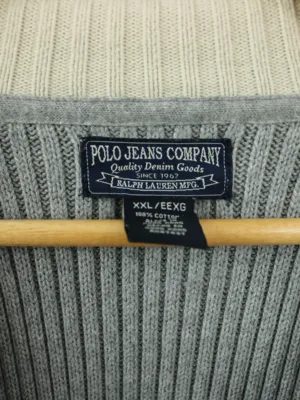 POLO JEANS COMPANY
Quality Denim Goods
SINCE 1967
RALPH LAUREN MFG.
XXL/EEXG
100% COTTON